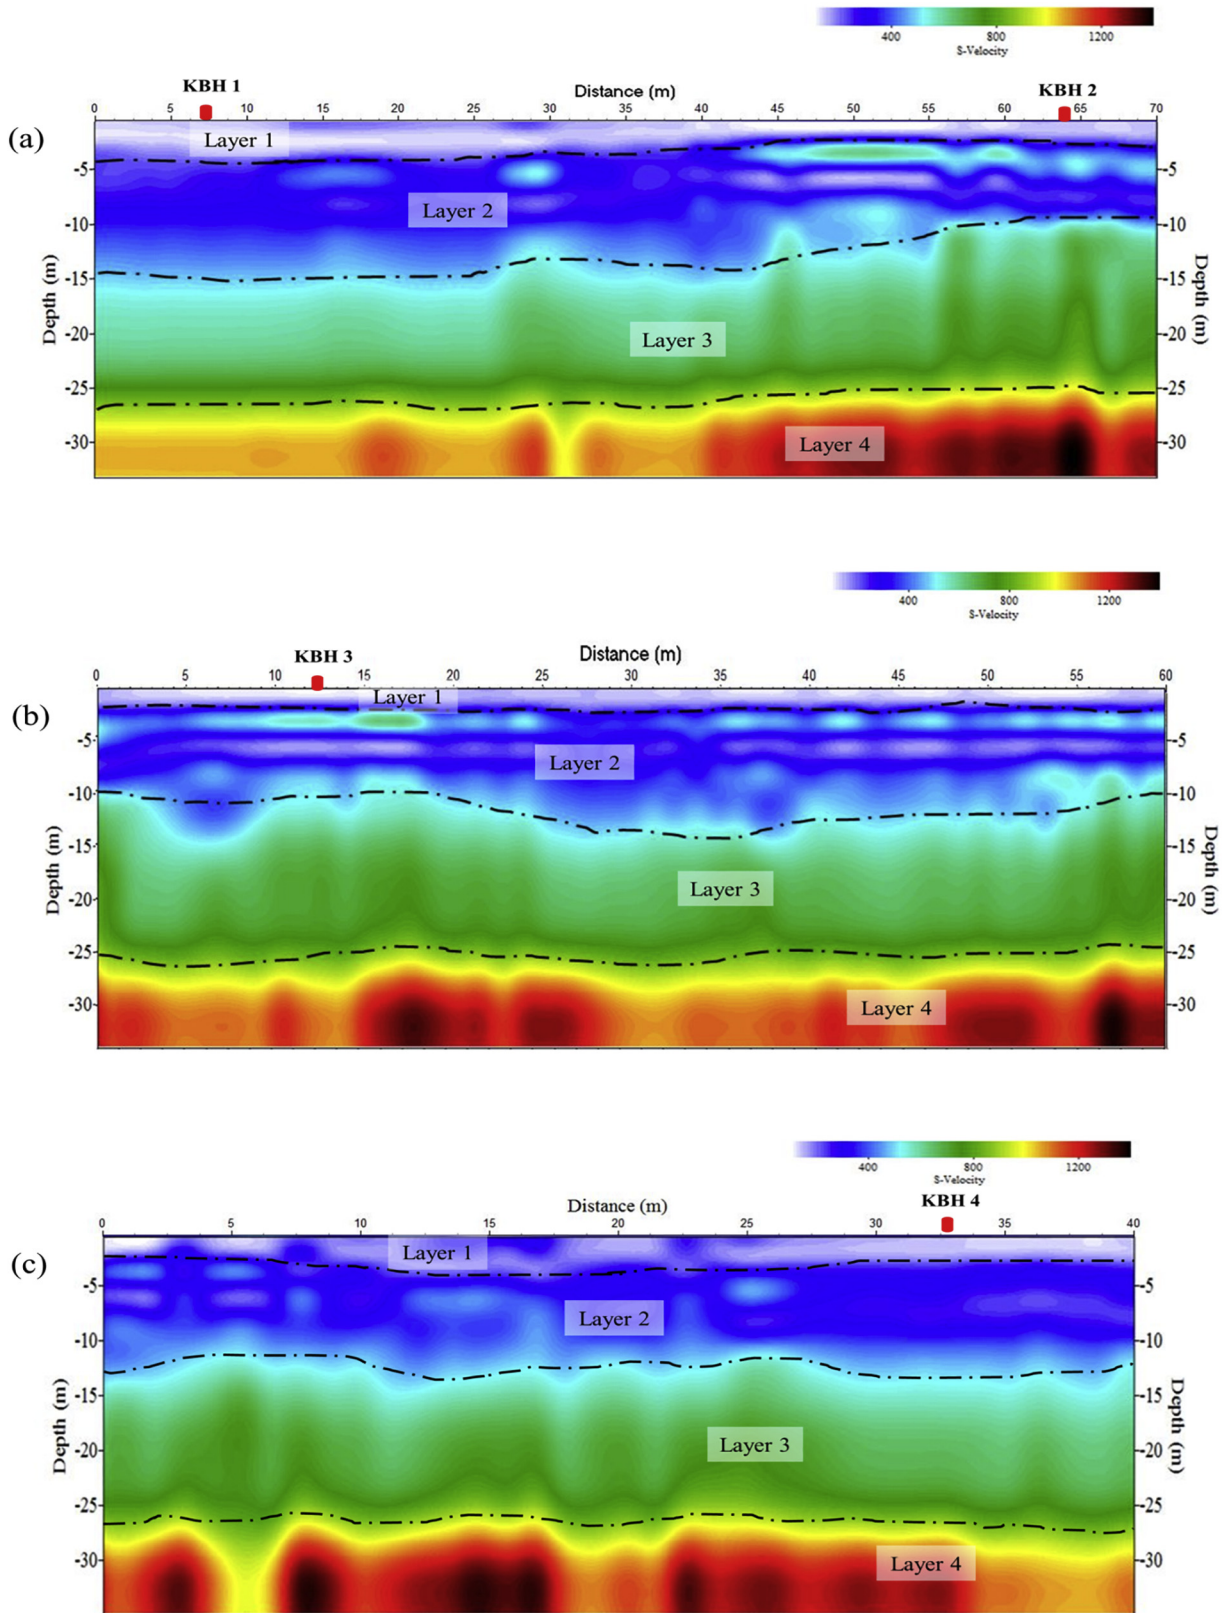 400 800 1200
S-Velocity
KBH 1 Distance (m) KBH 2
(a)
0 5 10 15 20 25 30 35 40 45 50 55 60 65 70
Layer 1
-5 -5
Layer 2
-10 -10
-15 -15
Depth (m) Depth (m)
-20 Layer 3 -20
-25 -25
-30 Layer 4 -30
400 800 1200
S-Velocity
KBH 3 Distance (m)
0 5 10 15 20 25 30 35 40 45 50 55 60
(b)
Layer 1
-5 -5
Layer 2
-10 -10
-15 -15
Depth (m) Depth (m)
Layer 3
-20 -20
-25 -25
-30 Layer 4 -30
400 800 1200
S-Velocity
Distance (m) KBH 4
0 5 10 15 20 25 30 35 40
(c)
Layer 1
-5 -5
Layer 2
-10 -10
-15 -15
Depth (m) Depth (m)
Layer 3
-20 -20
-25 -25
-30 Layer 4 -30